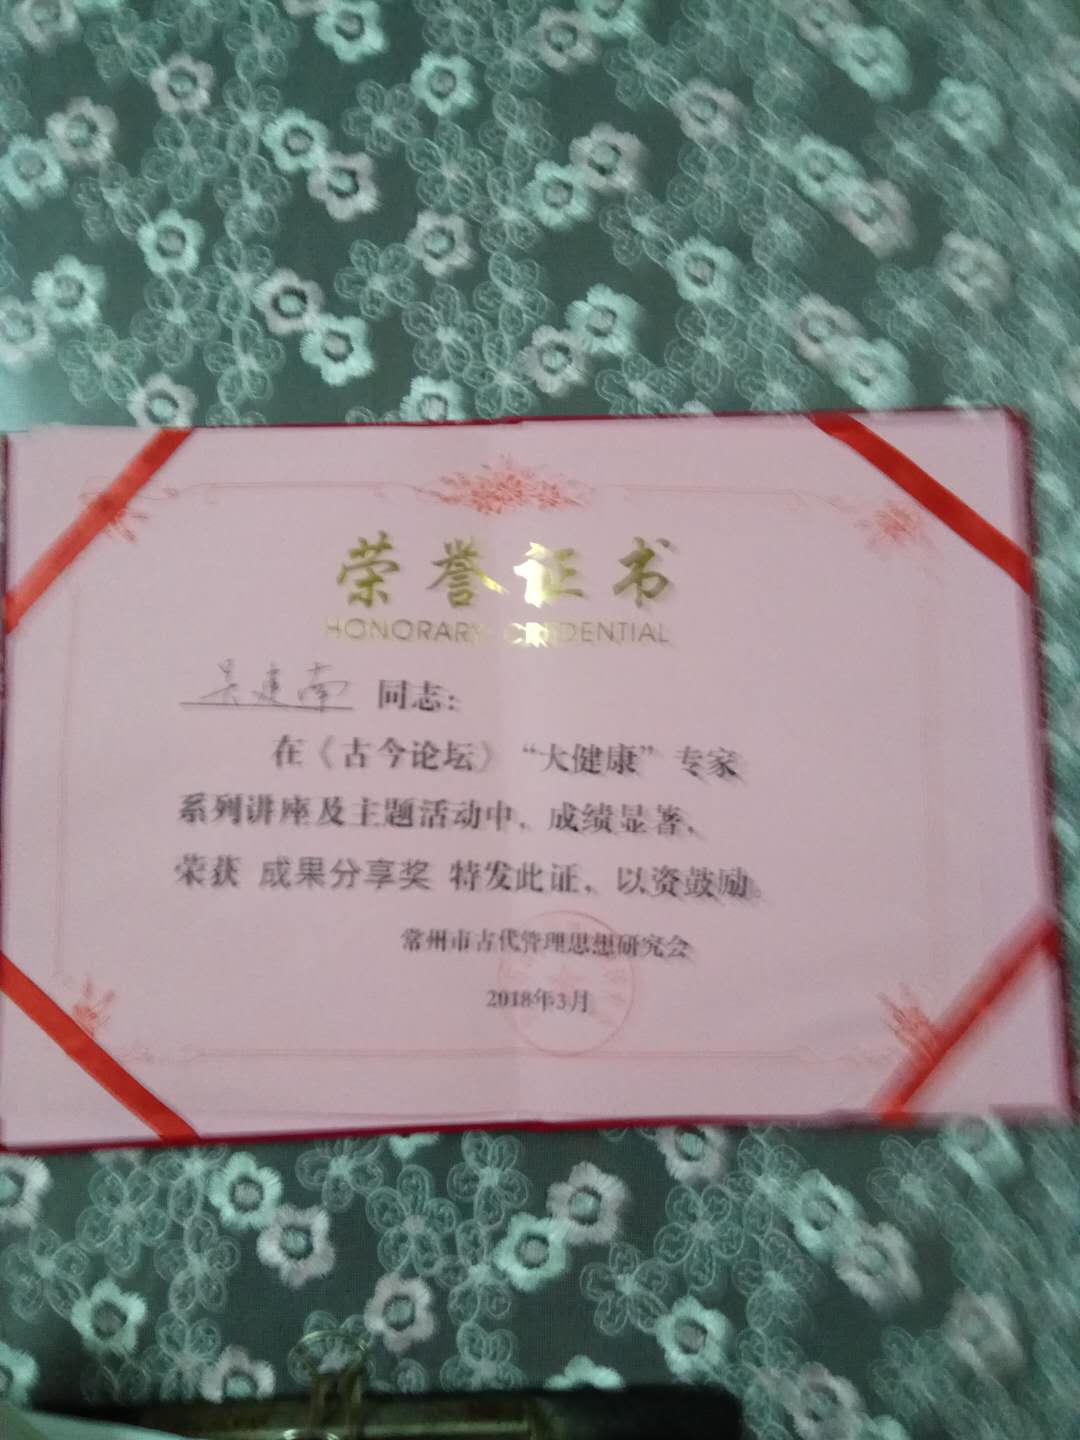 荣誉证书
HONORARY CREDENTIAL
吴建南 同志：
在《古今论坛》“大健康”专家
系列讲座及主题活动中，成绩显著，
荣获 成果分享奖 特发此证，以资鼓励。
常州市古代管理思想研究会
2018年3月